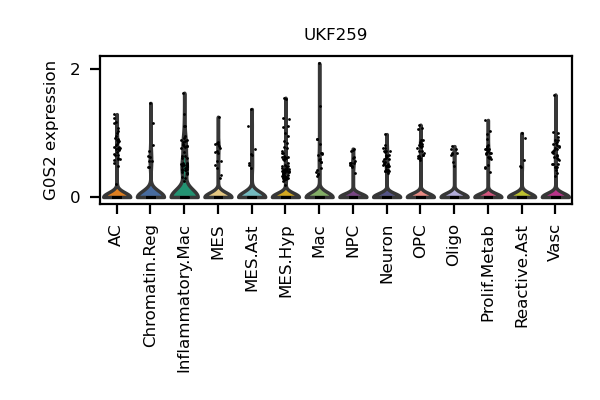 UKF259
G0S2 expression
2
0
AC
Chromatin.Reg
Inflammatory.Mac
MES
MES.Ast
MES.Hyp
Mac
NPC
Neuron
OPC
Oligo
Prolif.Metab
Reactive.Ast
Vasc